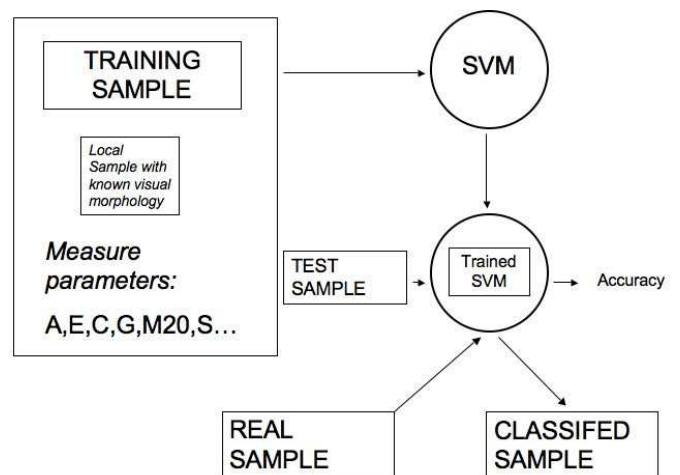 TRAINING
SAMPLE
Local
Sample with
known visual
morphology
Measure
parameters:
A,E,C,G,M20,S…
SVM
TEST
SAMPLE
Trained
SVM
Accuracy
REAL
SAMPLE
CLASSIFED
SAMPLE